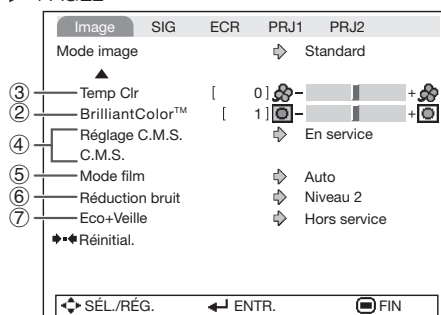 Image SIG ECR PRJ1 PRJ2
Mode image Standard
③ Temp Clr [ 0] - +
② BrilliantColor™ [ 1] - +
④ Réglage C.M.S. En service
C.M.S.
⑤ Mode film Auto
⑥ Réduction bruit Niveau 2
⑦ Eco+Veille Hors service
Réinitial.
SÉL./RÉG. ENTR. FIN